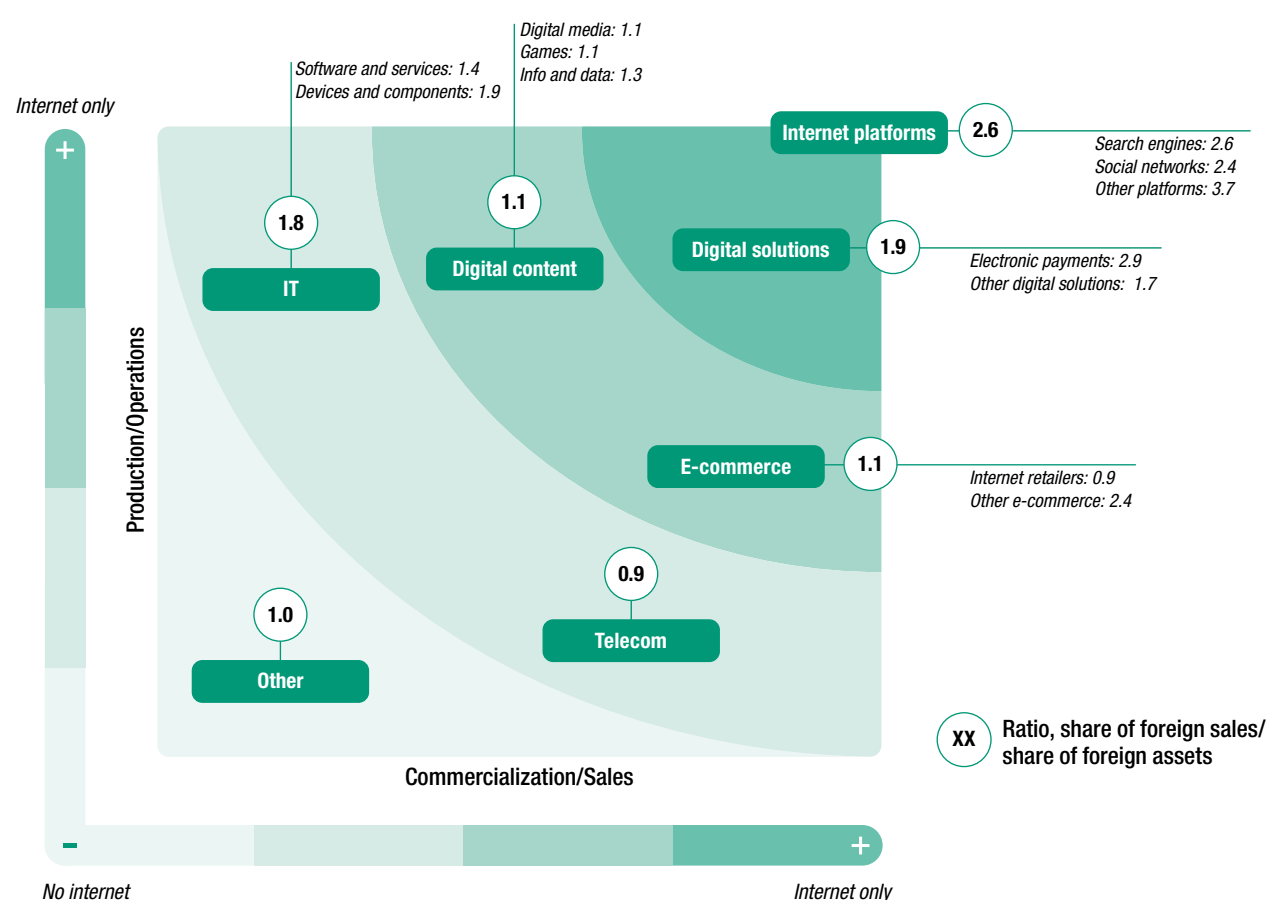 Digital media: 1.1
Games: 1.1
Info and data: 1.3
Software and services: 1.4
Devices and components: 1.9
Internet only
+
Internet platforms
2.6
Search engines: 2.6
Social networks: 2.4
Other platforms: 3.7
1.8
IT
1.1
Digital content
Digital solutions
1.9
Electronic payments: 2.9
Other digital solutions: 1.7
Production/Operations
E-commerce
1.1
Internet retailers: 0.9
Other e-commerce: 2.4
0.9
Telecom
1.0
Other
XX
Ratio, share of foreign sales/
share of foreign assets
Commercialization/Sales
-
+
No internet
Internet only